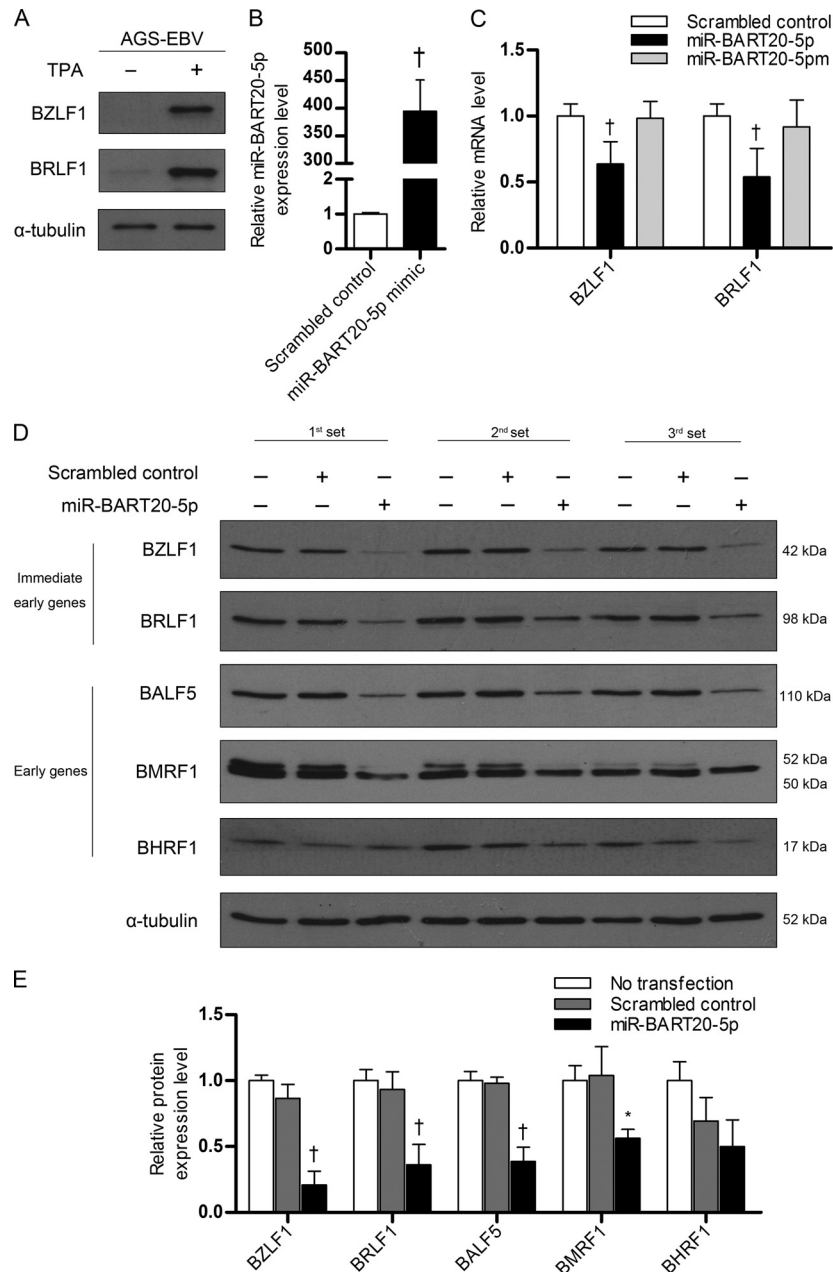 A
AGS-EBV
TPA – +
BZLF1
BRLF1
α-tubulin
B
Relative miR-BART20-5p
expression level
500
450
400
350
300
2
1
0
†
Scrambled control
miR-BART20-5p mimic
C
Scrambled control
miR-BART20-5p
miR-BART20-5pm
Relative mRNA level
1.5
1.0
0.5
0.0
† †
BZLF1 BRLF1
D
1st set 2nd set 3rd set
Scrambled control – + – – + – – + –
miR-BART20-5p – – + – – + – – +
Immediate
early genes
BZLF1 42 kDa
BRLF1 98 kDa
Early genes
BALF5 110 kDa
BMRF1 52 kDa
50 kDa
BHRF1 17 kDa
α-tubulin 52 kDa
E
No transfection
Scrambled control
miR-BART20-5p
Relative protein
expression level
1.5
1.0
0.5
0.0
† † † *
BZLF1 BRLF1 BALF5 BMRF1 BHRF1